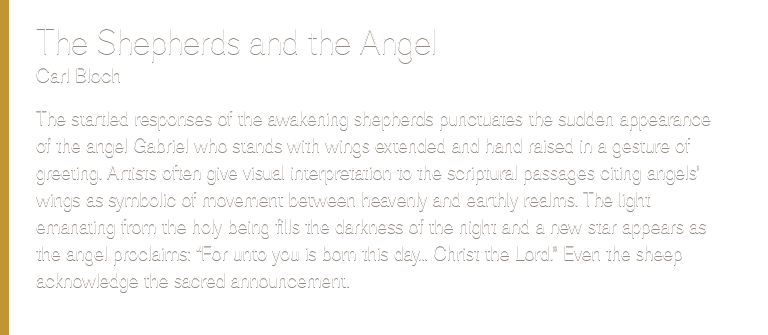 The Shepherds and the Angel
Carl Bloch
The startled responses of the awakening shepherds punctuates the sudden appearance
of the angel Gabriel who stands with wings extended and hand raised in a gesture of
greeting. Artists often give visual interpretation to the scriptural passages citing angels'
wings as symbolic of movement between heavenly and earthly realms. The light
emanating from the holy being fills the darkness of the night and a new star appears as
the angel proclaims: "For unto you is born this day... Christ the Lord." Even the sheep
acknowledge the sacred announcement.